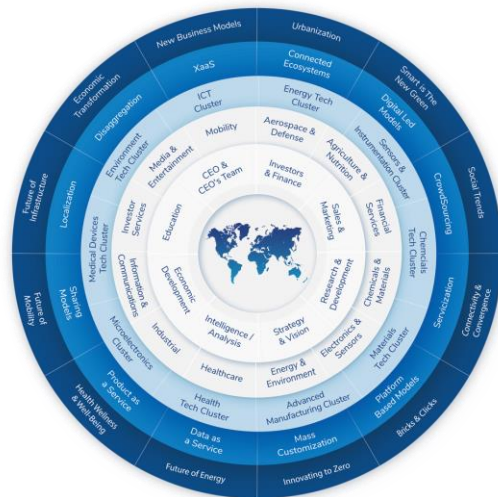 New Business Models
Urbanization
Smart is The
New Green
Social Trends
Connectivity &
Convergence
Bricks & Clicks
Innovating to Zero
Future of Energy
Health Wellness
& Well-Being
Future of
Mobility
Future of
Infrastructure
Economic
Transformation
XaaS
Connected
Ecosystems
Digital Led
Models
CrowdSourcing
Servicization
Platform
Based Models
Mass
Customization
Data as
a Service
Product as
a Service
Sharing
Models
Localization
Disaggregation
ICT
Cluster
Energy Tech
Cluster
Sensors &
Instrumentation Cluster
Chemcials
Tech Cluster
Materials
Tech Cluster
Advanced
Manufacturing Cluster
Health
Tech Cluster
Microelectronics
Cluster
Medical Devices
Tech Cluster
Environment
Tech Cluster
Mobility
Aerospace &
Defense
Agriculture &
Nutrition
Financial
Services
Chemicals &
Materials
Electronics &
Sensors
Energy &
Environment
Healthcare
Industrial
Information &
Communications
Investor
Services
Media &
Entertainment
CEO &
CEO's Team
Investors
& Finance
Sales &
Marketing
Research &
Development
Strategy
& Vision
Intelligence /
Analysis
Economic
Development
Education